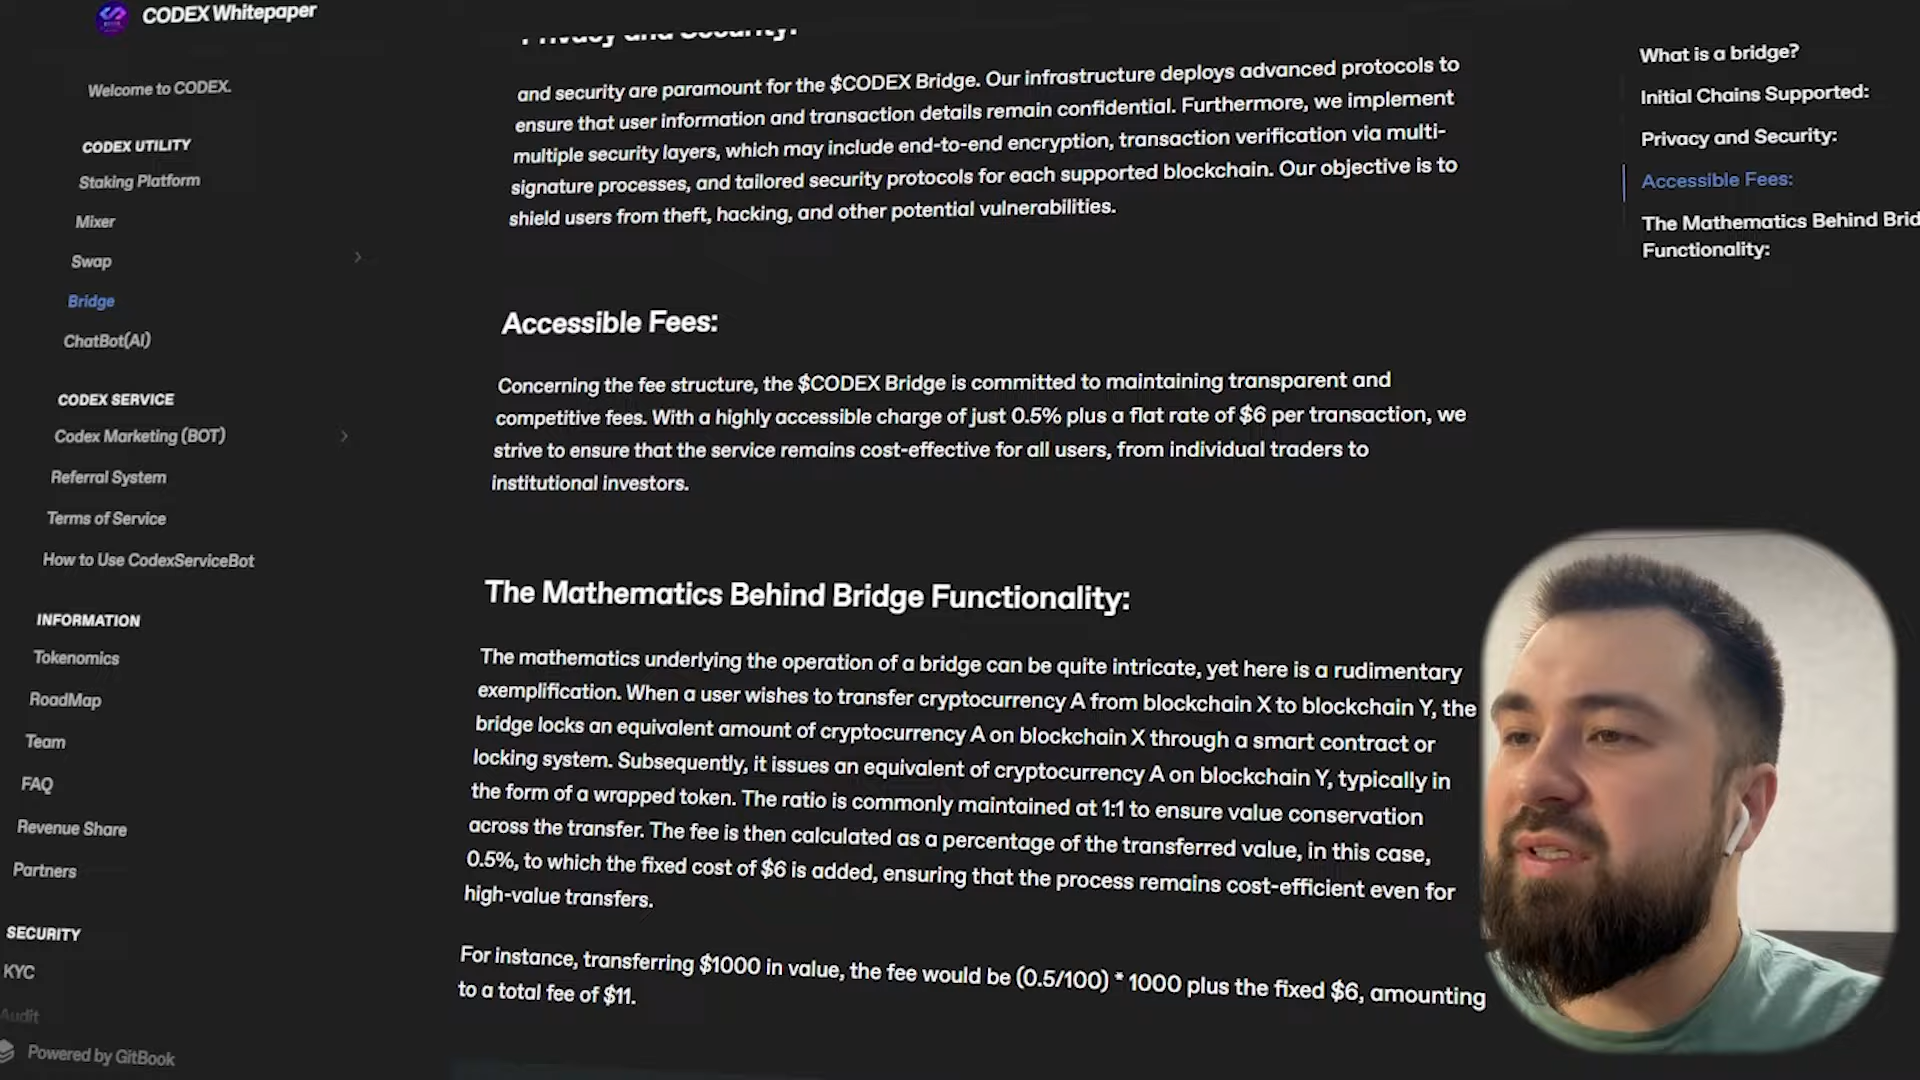 CODEX Whitepaper
Welcome to CODEX.
CODEX UTILITY
Staking Platform
Mixer
Swap
Bridge
ChatBot(AI)
CODEX SERVICE
Codex Marketing (BOT)
Referral System
Terms of Service
How to Use CodexServiceBot
INFORMATION
Tokenomics
RoadMap
Team
FAQ
Revenue Share
Partners
SECURITY
KYC
Audit
Powered by GitBook
Privacy and Security:
and security are paramount for the $CODEX Bridge. Our infrastructure deploys advanced protocols to
ensure that user information and transaction details remain confidential. Furthermore, we implement
multiple security layers, which may include end-to-end encryption, transaction verification via multi-
signature processes, and tailored security protocols for each supported blockchain. Our objective is to
shield users from theft, hacking, and other potential vulnerabilities.
Accessible Fees:
Concerning the fee structure, the $CODEX Bridge is committed to maintaining transparent and
competitive fees. With a highly accessible charge of just 0.5% plus a flat rate of $6 per transaction, we
strive to ensure that the service remains cost-effective for all users, from individual traders to
institutional investors.
The Mathematics Behind Bridge Functionality:
The mathematics underlying the operation of a bridge can be quite intricate, yet here is a rudimentary
exemplification. When a user wishes to transfer cryptocurrency A from blockchain X to blockchain Y, the
bridge locks an equivalent amount of cryptocurrency A on blockchain X through a smart contract or
locking system. Subsequently, it issues an equivalent of cryptocurrency A on blockchain Y, typically in
the form of a wrapped token. The ratio is commonly maintained at 1:1 to ensure value conservation
across the transfer. The fee is then calculated as a percentage of the transferred value, in this case,
0.5%, to which the fixed cost of $6 is added, ensuring that the process remains cost-efficient even for
high-value transfers.
For instance, transferring $1000 in value, the fee would be (0.5/100) * 1000 plus the fixed $6, amounting
to a total fee of $11.
What is a bridge?
Initial Chains Supported:
Privacy and Security:
Accessible Fees:
The Mathematics Behind Brid
Functionality: